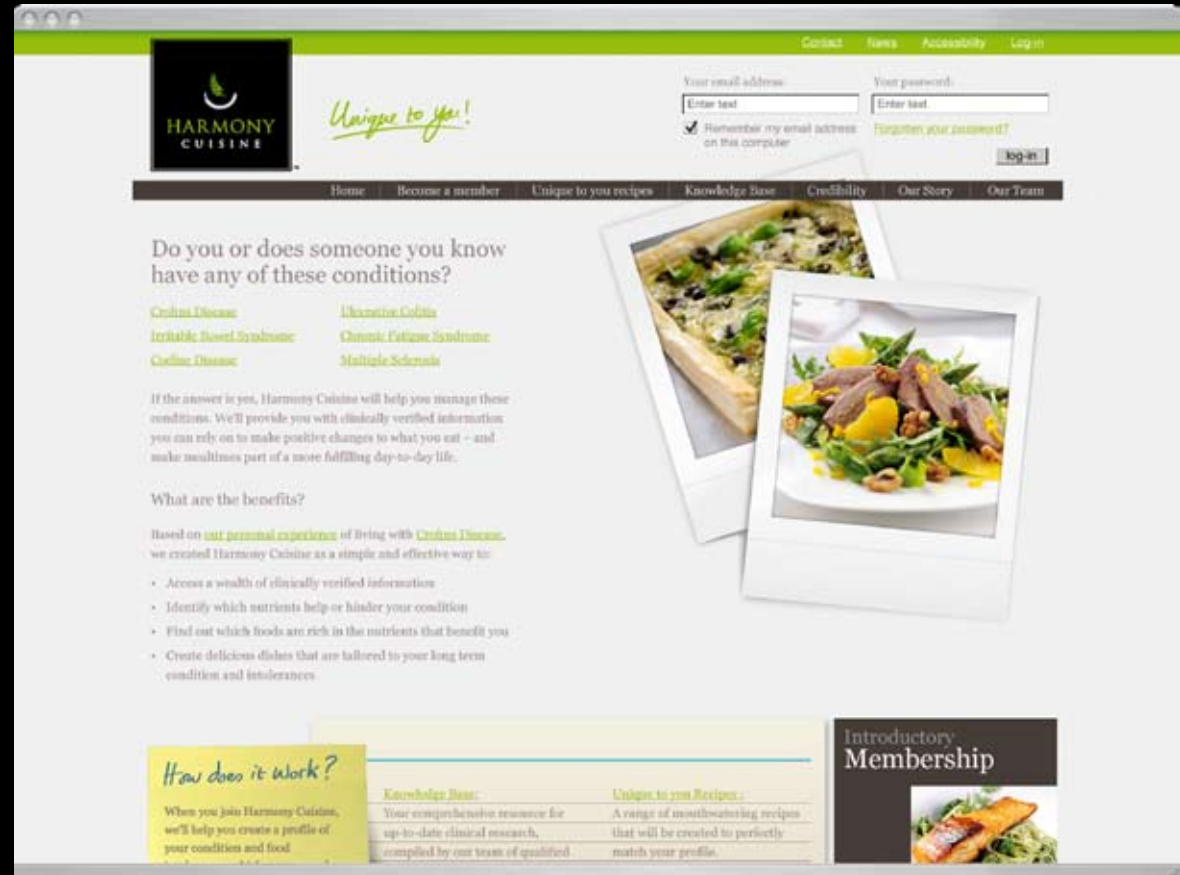 Contact News Accessibility Log-in
HARMONY
CUISINE
Unique to you!
Your email address:
Your password:
Enter text
Enter text
Remember my email address
on this computer
Forgotten your password?
log-in
Home Become a member Unique to you recipes Knowledge Base Credibility Our Story Our Team
Do you or does someone you know
have any of these conditions?
Crohns Disease
Ulcerative Colitis
Irritable Bowel Syndrome
Chronic Fatigue Syndrome
Coeliac Disease
Multiple Sclerosis
If the answer is yes, Harmony Cuisine will help you manage these
conditions. We'll provide you with clinically verified information
you can rely on to make positive changes to what you eat – and
make mealtimes part of a more fulfilling day-to-day life.
What are the benefits?
Based on our personal experience of living with Crohns Disease,
we created Harmony Cuisine as a simple and effective way to:
• Access a wealth of clinically verified information
• Identify which nutrients help or hinder your condition
• Find out which foods are rich in the nutrients that benefit you
• Create delicious dishes that are tailored to your long term
condition and intolerances
How does it work?
When you join Harmony Cuisine,
we'll help you create a profile of
your condition and food
Knowledge Base:
Your comprehensive resource for
up-to-date clinical research,
compiled by our team of qualified
Unique to you Recipes :
A range of mouthwatering recipes
that will be created to perfectly
match your profile.
Introductory
Membership